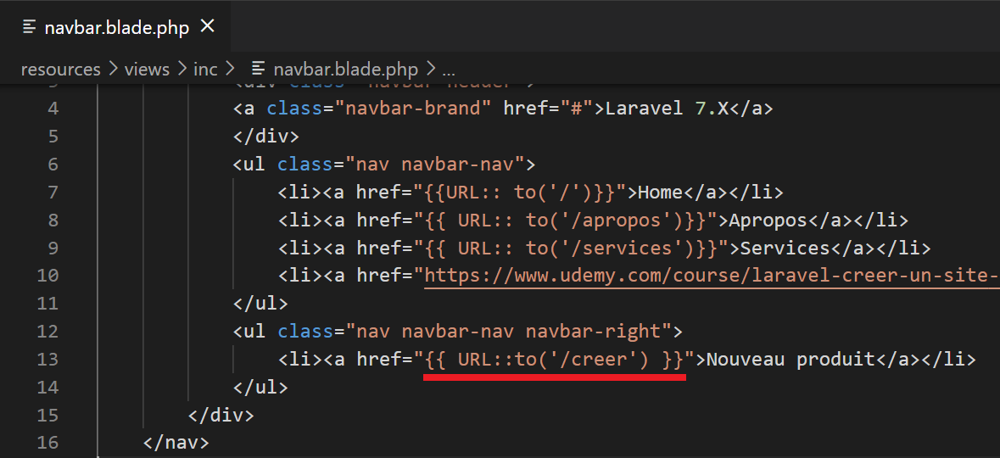 navbar.blade.php
resources > views > inc > navbar.blade.php > ...
3 <div class="navbar-header">
4 <a class="navbar-brand" href="#">Laravel 7.X</a>
5 </div>
6 <ul class="nav navbar-nav">
7 <li><a href="{{URL:: to('/')}}">Home</a></li>
8 <li><a href="{{ URL:: to('/apropos')}}">Apropos</a></li>
9 <li><a href="{{ URL:: to('/services')}}">Services</a></li>
10 <li><a href="https://www.udemy.com/course/laravel-creer-un-site-
11 </ul>
12 <ul class="nav navbar-nav navbar-right">
13 <li><a href="{{ URL::to('/creer') }}">Nouveau produit</a></li>
14 </ul>
15 </div>
16 </nav>